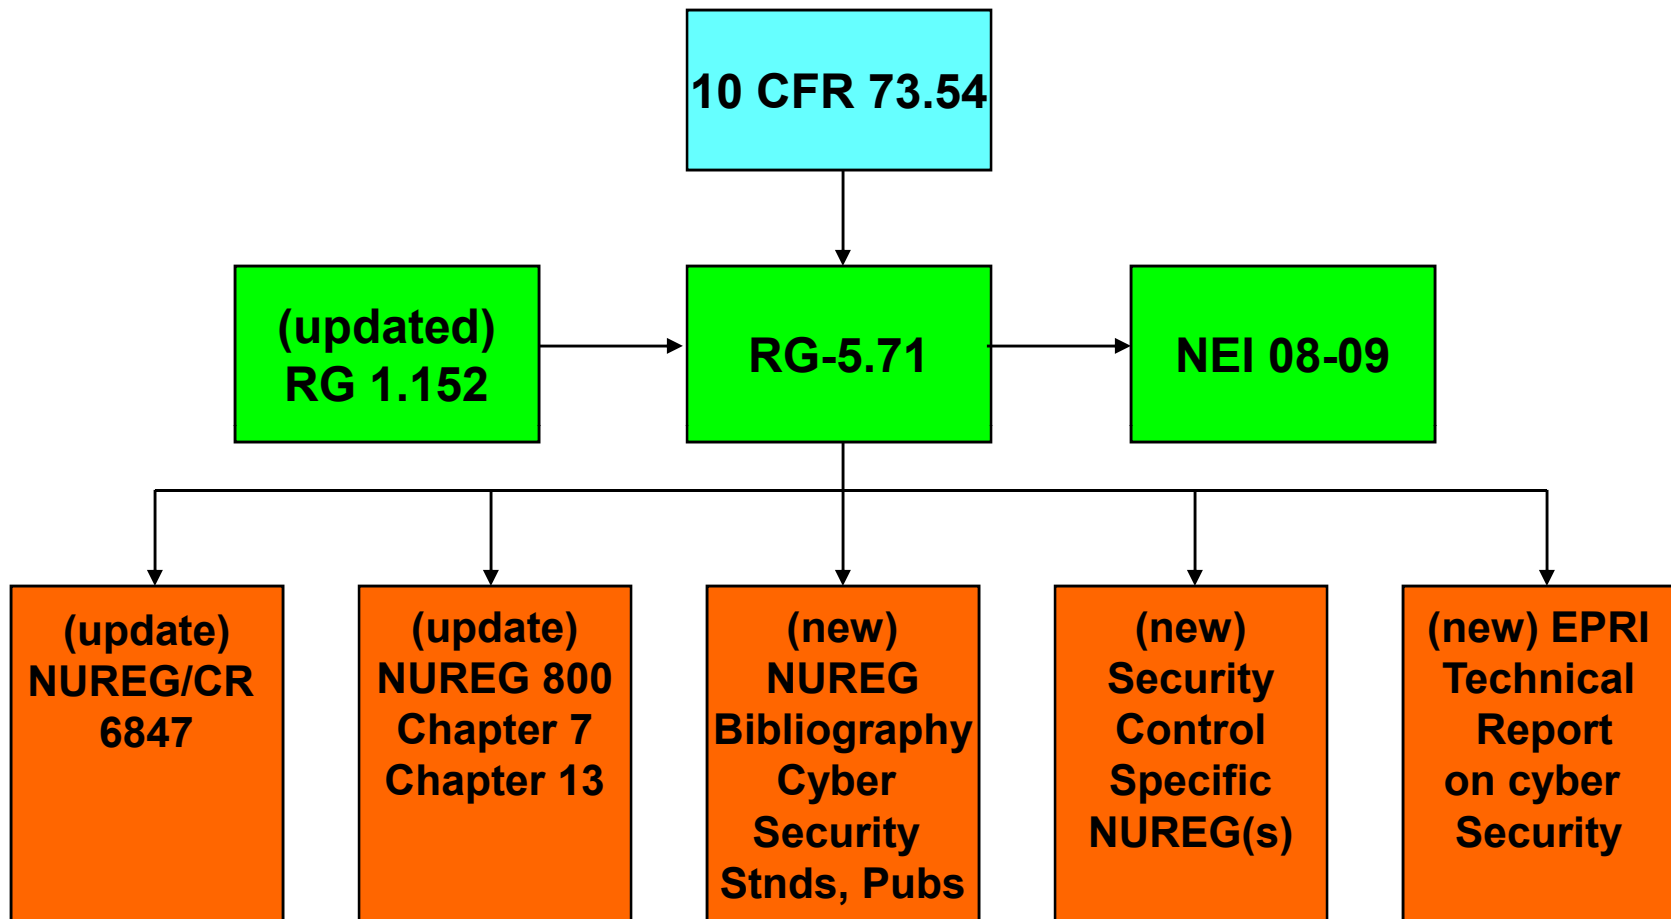 10 CFR 73.54
(updated)
RG 1.152
RG-5.71
NEI 08-09
(update)
NUREG/CR
6847
(update)
NUREG 800
Chapter 7
Chapter 13
(new)
NUREG
Bibliography
Cyber
Security
Stnds, Pubs
(new)
Security
Control
Specific
NUREG(s)
(new) EPRI
Technical
Report
on cyber
Security